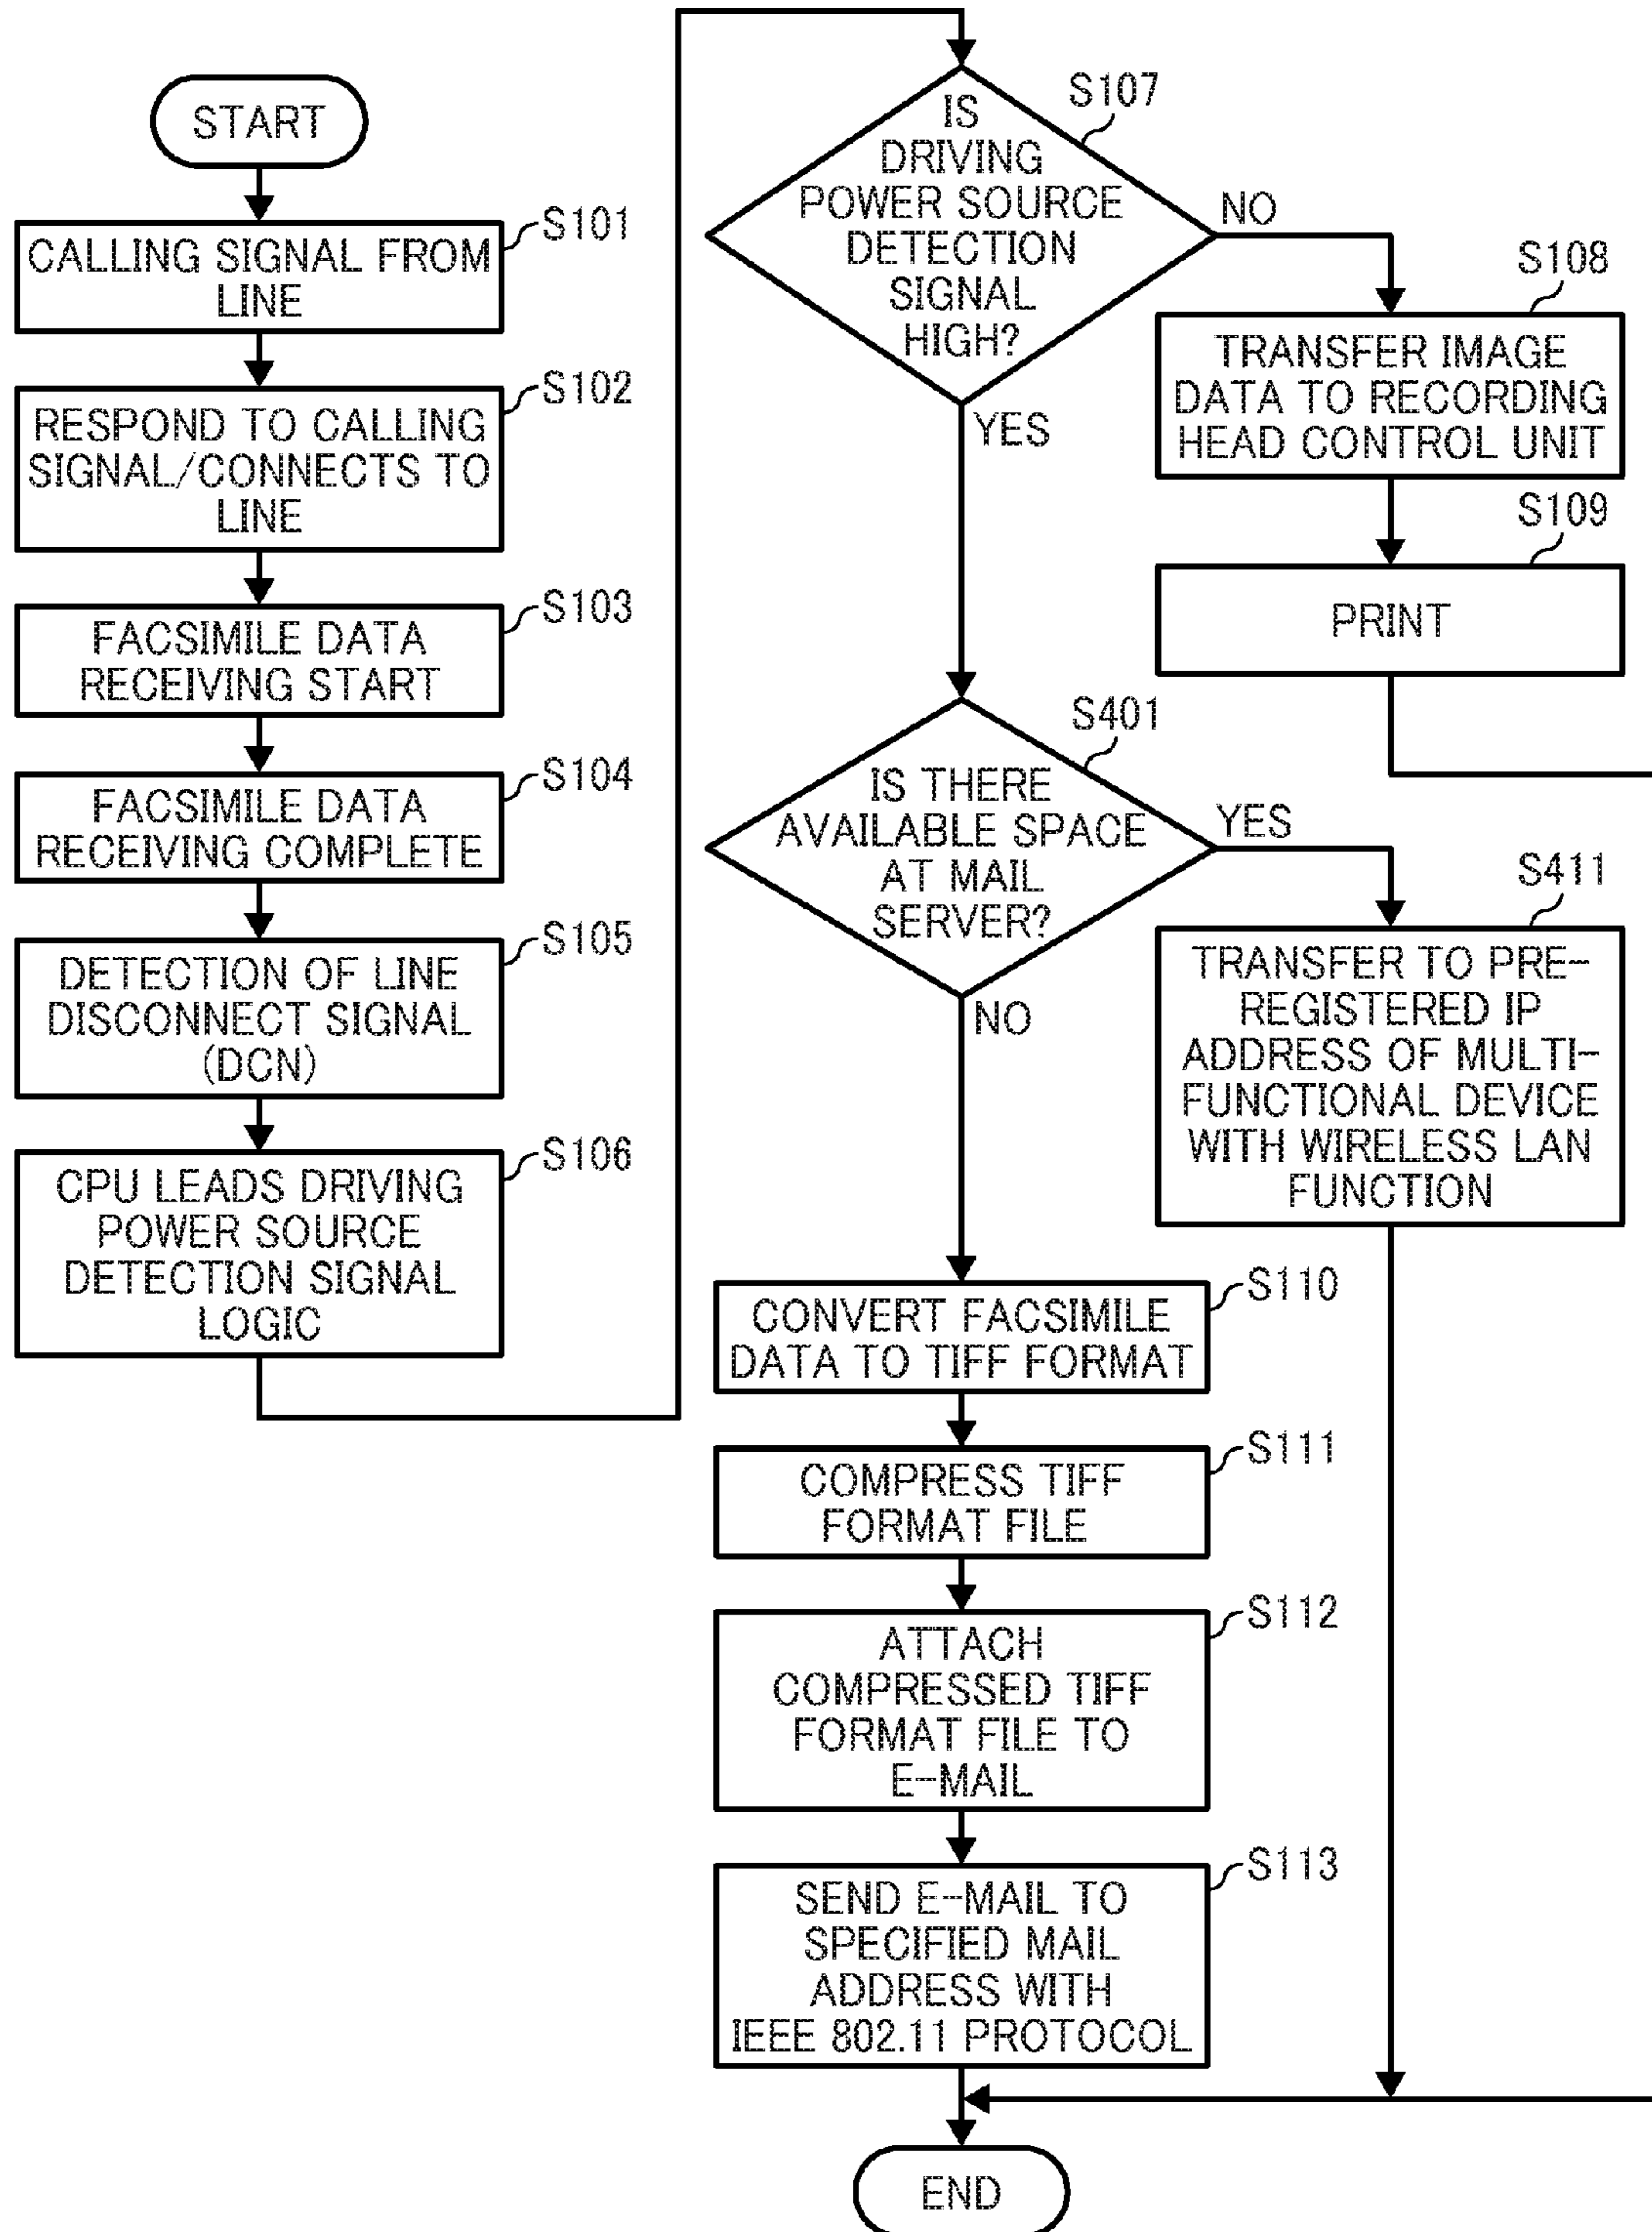 START
S101
CALLING SIGNAL FROM
LINE
S102
RESPOND TO CALLING
SIGNAL/CONNECTS TO
LINE
S103
FACSIMILE DATA
RECEIVING START
S104
FACSIMILE DATA
RECEIVING COMPLETE
S105
DETECTION OF LINE
DISCONNECT SIGNAL
(DCN)
S106
CPU LEADS DRIVING
POWER SOURCE
DETECTION SIGNAL
LOGIC
S107
IS
DRIVING
POWER SOURCE
DETECTION
SIGNAL
HIGH?
NO
YES
S108
TRANSFER IMAGE
DATA TO RECORDING
HEAD CONTROL UNIT
S109
PRINT
S401
IS THERE
AVAILABLE SPACE
AT MAIL
SERVER?
YES
NO
S411
TRANSFER TO PRE-
REGISTERED IP
ADDRESS OF MULTI-
FUNCTIONAL DEVICE
WITH WIRELESS LAN
FUNCTION
S110
CONVERT FACSIMILE
DATA TO TIFF FORMAT
S111
COMPRESS TIFF
FORMAT FILE
S112
ATTACH
COMPRESSED TIFF
FORMAT FILE TO
E-MAIL
S113
SEND E-MAIL TO
SPECIFIED MAIL
ADDRESS WITH
IEEE 802.11 PROTOCOL
END